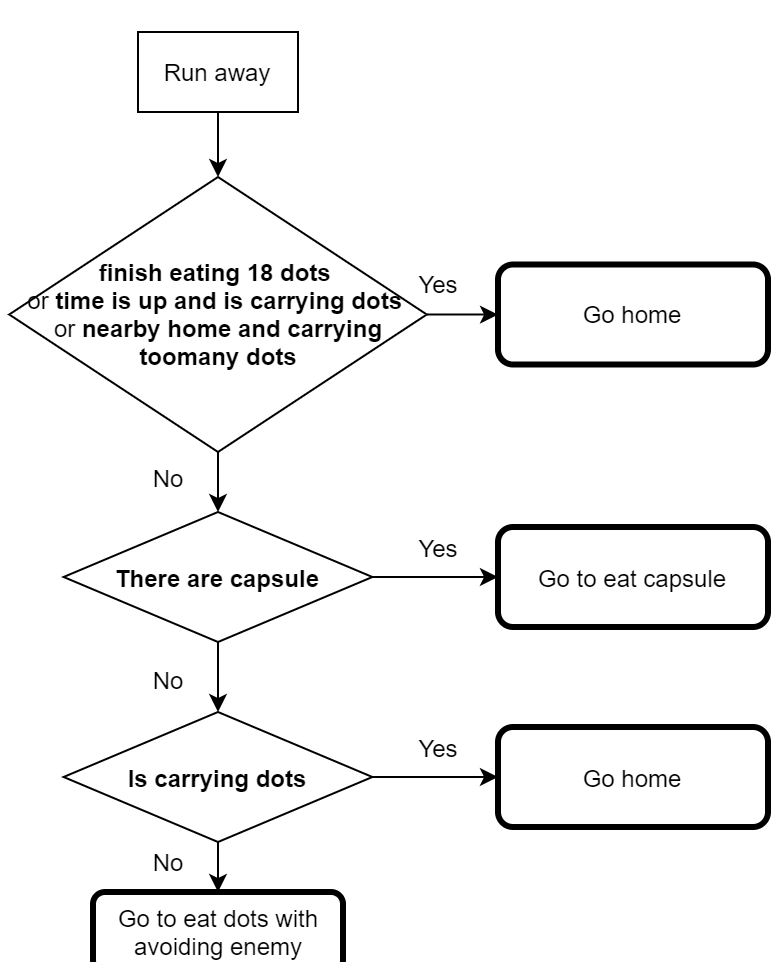 Run away
finish eating 18 dots
or time is up and is carrying dots
or nearby home and carrying
toomany dots
Yes
Go home
No
There are capsule
Yes
Go to eat capsule
No
Is carrying dots
Yes
Go home
No
Go to eat dots with
avoiding enemy